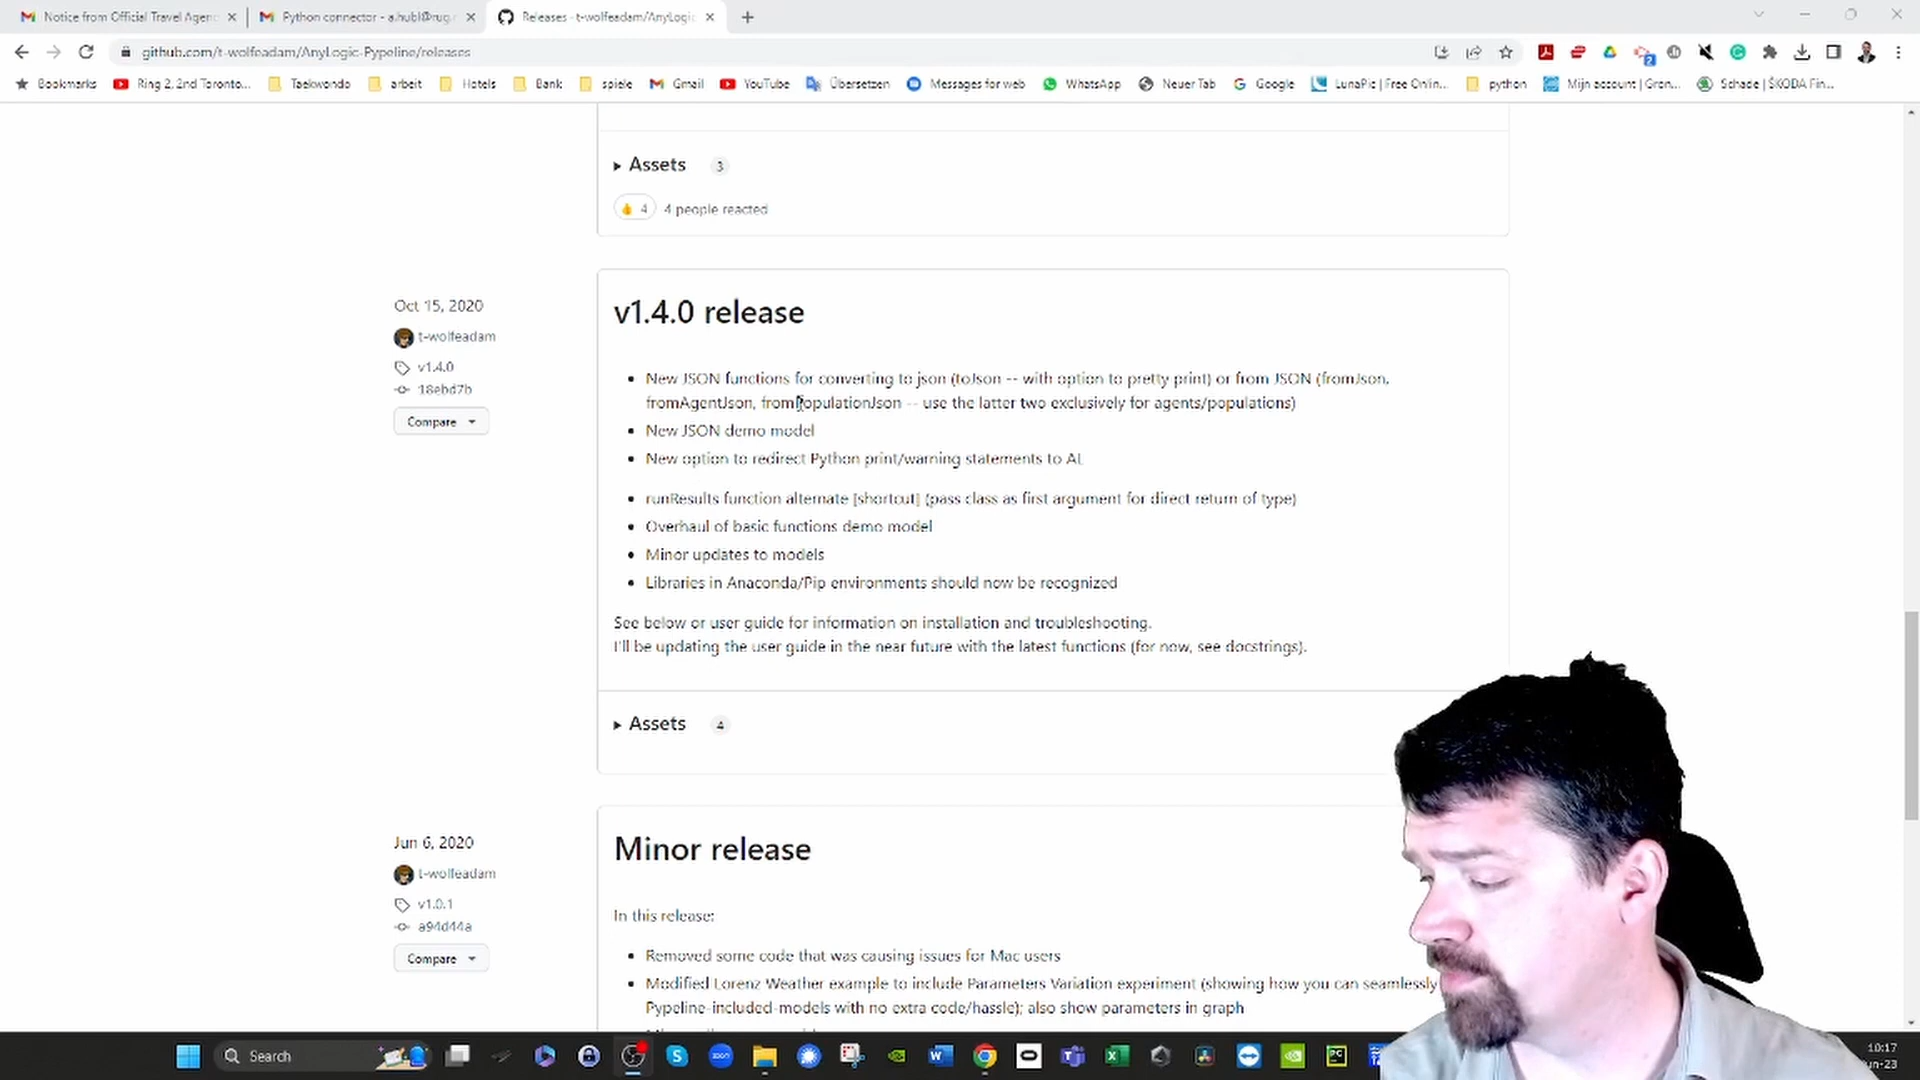 Notice from Official Travel Agen
Python connector - a.hubl@rug.r
Releases · t-wolfeadam/AnyLogic
github.com/t-wolfeadam/AnyLogic-Pypeline/releases
2
Bookmarks
Ring 2, 2nd Toronto...
Taekwondo
arbeit
Hotels
Bank
spiele
Gmail
YouTube
Übersetzen
Messages for web
WhatsApp
Neuer Tab
Google
LunaPic | Free Onlin...
python
Mijn account | Gron...
Schade | ŠKODA Fin...
Assets 3
4 4 people reacted
Oct 15, 2020
t-wolfeadam
v1.4.0
18ebd7b
Compare
v1.4.0 release
New JSON functions for converting to json (toJson -- with option to pretty print) or from JSON (fromJson,
fromAgentJson, fromPopulationJson -- use the latter two exclusively for agents/populations)
New JSON demo model
New option to redirect Python print/warning statements to AL
runResults function alternate [shortcut] (pass class as first argument for direct return of type)
Overhaul of basic functions demo model
Minor updates to models
Libraries in Anaconda/Pip environments should now be recognized
See below or user guide for information on installation and troubleshooting.
I'll be updating the user guide in the near future with the latest functions (for now, see docstrings).
Assets 4
Jun 6, 2020
t-wolfeadam
v1.0.1
a94d44a
Compare
Minor release
In this release:
Removed some code that was causing issues for Mac users
Modified Lorenz Weather example to include Parameters Variation experiment (showing how you can seamlessly
Pypeline-included-models with no extra code/hassle); also show parameters in graph
Search
10:17
un-23